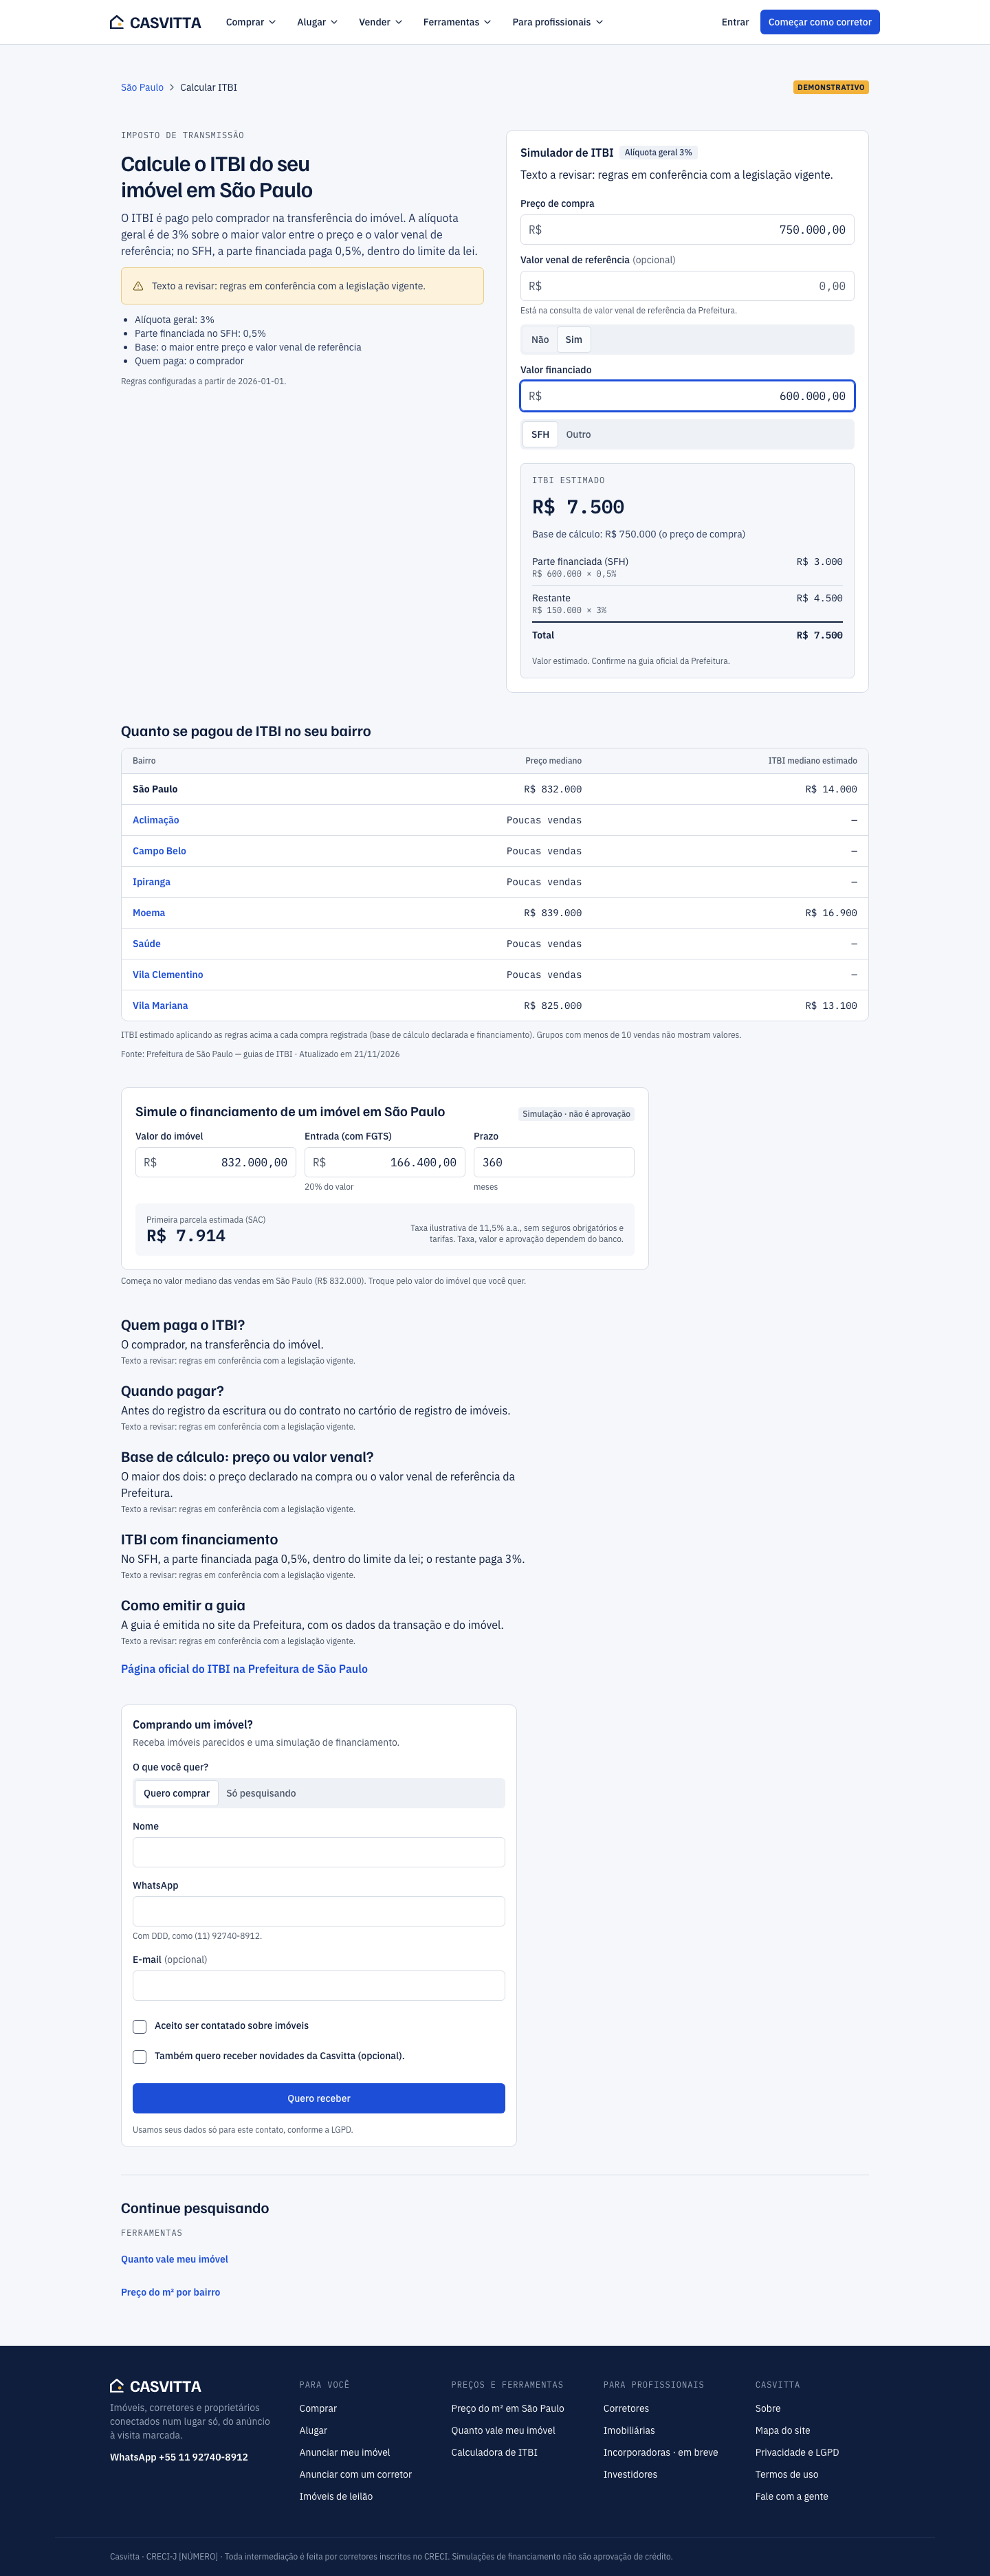 CASVITTA Comprar Alugar Vender Ferramentas Para profissionais Entrar Começar como corretor
São Paulo > Calcular ITBI DEMONSTRATIVO
IMPOSTO DE TRANSMISSÃO
Calcule o ITBI do seu
imóvel em São Paulo
O ITBI é pago pelo comprador na transferência do imóvel. A alíquota
geral é de 3% sobre o maior valor entre o preço e o valor venal de
referência; no SFH, a parte financiada paga 0,5%, dentro do limite da lei.
Texto a revisar: regras em conferência com a legislação vigente.
• Alíquota geral: 3%
• Parte financiada no SFH: 0,5%
• Base: o maior entre preço e valor venal de referência
• Quem paga: o comprador
Regras configuradas a partir de 2026-01-01.
Simulador de ITBI Alíquota geral 3%
Texto a revisar: regras em conferência com a legislação vigente.
Preço de compra
R$ 750.000,00
Valor venal de referência (opcional)
R$ 0,00
Está na consulta de valor venal de referência da Prefeitura.
Não Sim
Valor financiado
R$ 600.000,00
SFH Outro
ITBI ESTIMADO
R$ 7.500
Base de cálculo: R$ 750.000 (o preço de compra)
Parte financiada (SFH) R$ 3.000
R$ 600.000 × 0,5%
Restante R$ 4.500
R$ 150.000 × 3%
Total R$ 7.500
Valor estimado. Confirme na guia oficial da Prefeitura.
Quanto se pagou de ITBI no seu bairro
Bairro Preço mediano ITBI mediano estimado
São Paulo R$ 832.000 R$ 14.000
Aclimação Poucas vendas —
Campo Belo Poucas vendas —
Ipiranga Poucas vendas —
Moema R$ 839.000 R$ 16.900
Saúde Poucas vendas —
Vila Clementino Poucas vendas —
Vila Mariana R$ 825.000 R$ 13.100
ITBI estimado aplicando as regras acima a cada compra registrada (base de cálculo declarada e financiamento). Grupos com menos de 10 vendas não mostram valores.
Fonte: Prefeitura de São Paulo — guias de ITBI · Atualizado em 21/11/2026
Simule o financiamento de um imóvel em São Paulo Simulação · não é aprovação
Valor do imóvel Entrada (com FGTS) Prazo
R$ 832.000,00 R$ 166.400,00 360
20% do valor meses
Primeira parcela estimada (SAC)
R$ 7.914
Taxa ilustrativa de 11,5% a.a., sem seguros obrigatórios e
tarifas. Taxa, valor e aprovação dependem do banco.
Começa no valor mediano das vendas em São Paulo (R$ 832.000). Troque pelo valor do imóvel que você quer.
Quem paga o ITBI?
O comprador, na transferência do imóvel.
Texto a revisar: regras em conferência com a legislação vigente.
Quando pagar?
Antes do registro da escritura ou do contrato no cartório de registro de imóveis.
Texto a revisar: regras em conferência com a legislação vigente.
Base de cálculo: preço ou valor venal?
O maior dos dois: o preço declarado na compra ou o valor venal de referência da
Prefeitura.
Texto a revisar: regras em conferência com a legislação vigente.
ITBI com financiamento
No SFH, a parte financiada paga 0,5%, dentro do limite da lei; o restante paga 3%.
Texto a revisar: regras em conferência com a legislação vigente.
Como emitir a guia
A guia é emitida no site da Prefeitura, com os dados da transação e do imóvel.
Texto a revisar: regras em conferência com a legislação vigente.
Página oficial do ITBI na Prefeitura de São Paulo
Comprando um imóvel?
Receba imóveis parecidos e uma simulação de financiamento.
O que você quer?
Quero comprar Só pesquisando
Nome
WhatsApp
Com DDD, como (11) 92740-8912.
E-mail (opcional)
Aceito ser contatado sobre imóveis
Também quero receber novidades da Casvitta (opcional).
Quero receber
Usamos seus dados só para este contato, conforme a LGPD.
Continue pesquisando
FERRAMENTAS
Quanto vale meu imóvel
Preço do m² por bairro
CASVITTA
Imóveis, corretores e proprietários
conectados num lugar só, do anúncio
à visita marcada.
WhatsApp +55 11 92740-8912
PARA VOCÊ
Comprar
Alugar
Anunciar meu imóvel
Anunciar com um corretor
Imóveis de leilão
PREÇOS E FERRAMENTAS
Preço do m² em São Paulo
Quanto vale meu imóvel
Calculadora de ITBI
PARA PROFISSIONAIS
Corretores
Imobiliárias
Incorporadoras · em breve
Investidores
CASVITTA
Sobre
Mapa do site
Privacidade e LGPD
Termos de uso
Fale com a gente
Casvitta · CRECI-J [NÚMERO] · Toda intermediação é feita por corretores inscritos no CRECI. Simulações de financiamento não são aprovação de crédito.